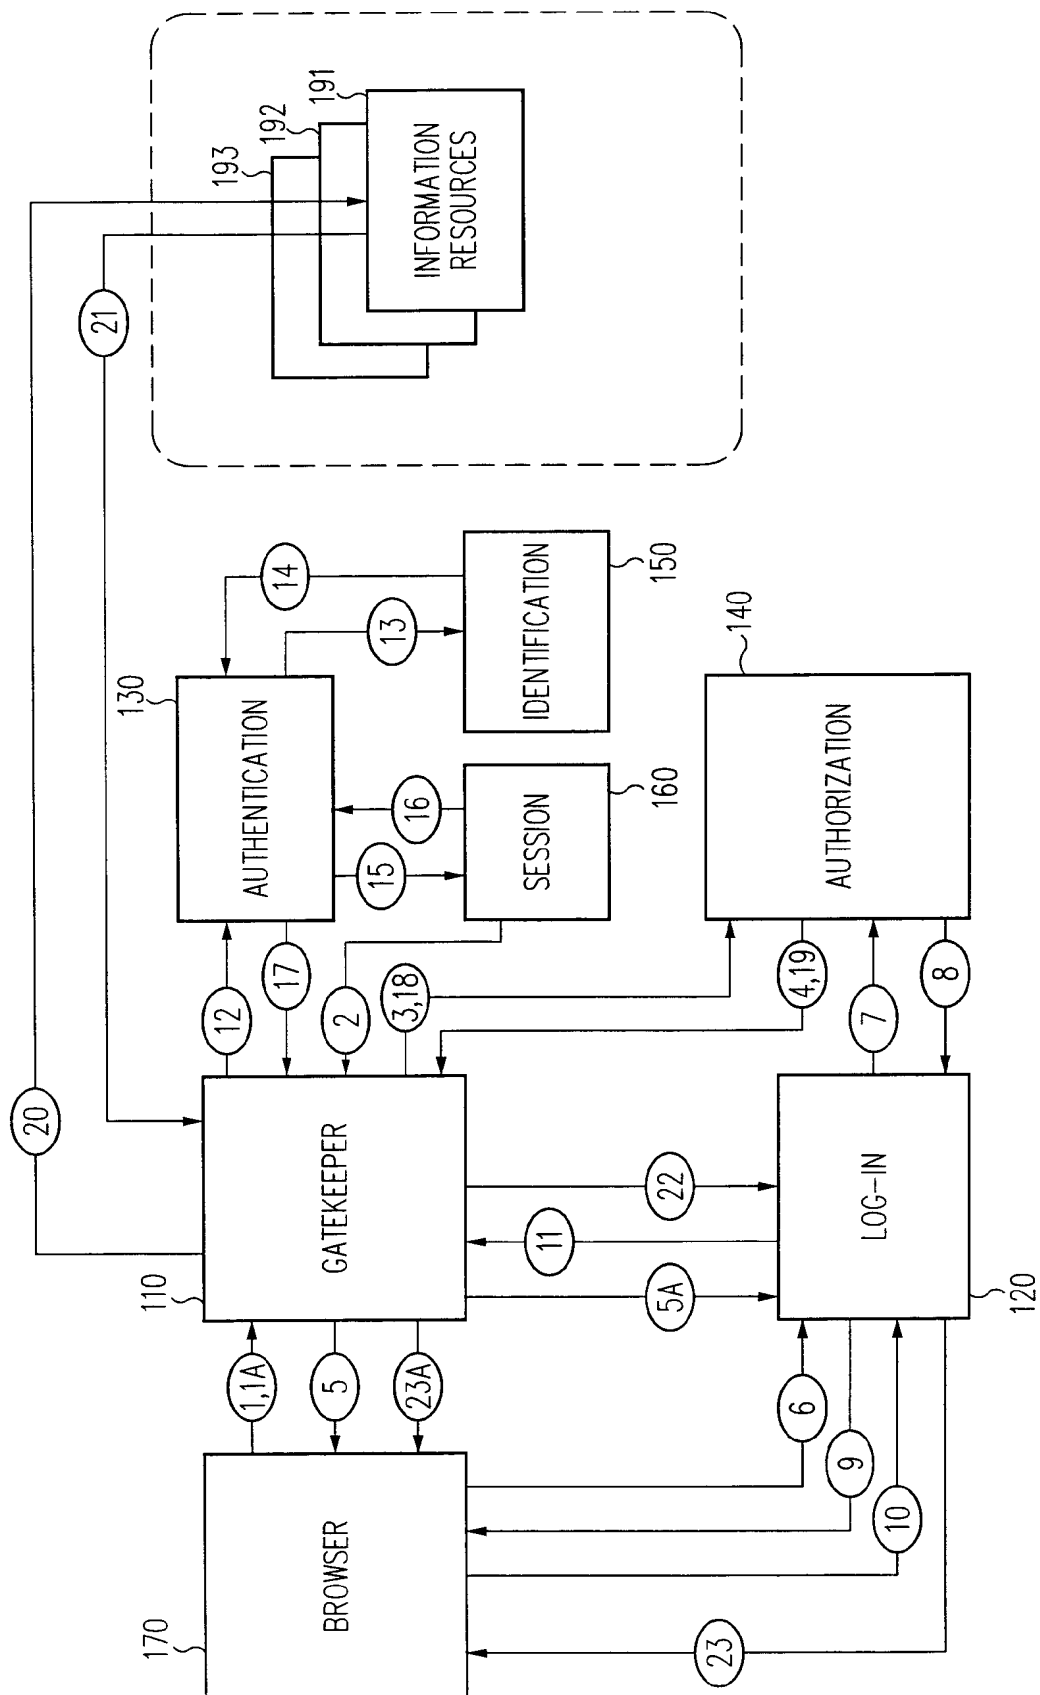 20
21
193
192
191
INFORMATION
RESOURCES
130
AUTHENTICATION
12
17
14
13
16
15
IDENTIFICATION
150
SESSION
160
2
3,18
4,19
140
AUTHORIZATION
7
8
110
GATEKEEPER
1,1A
5
23A
22
11
5A
LOG-IN
120
170
BROWSER
6
9
10
23